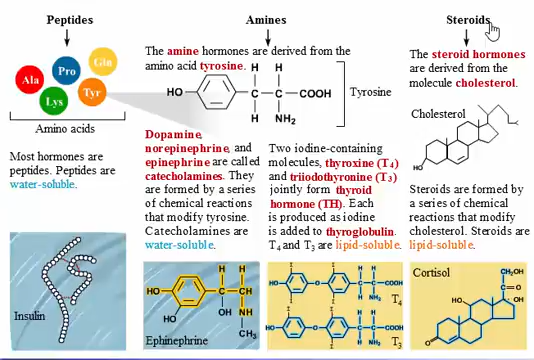 Peptides
Ala
Pro
Gln
Lys
Tyr
Amino acids
Most hormones are
peptides. Peptides are
water-soluble.
Insulin
Amines
The amine hormones are derived from the
amino acid tyrosine.
H H
HO C C COOH
H NH2
Tyrosine
Dopamine,
norepinephrine, and
epinephrine are called
catecholamines. They
are formed by a series
of chemical reactions
that modify tyrosine.
Catecholamines are
water-soluble.
Two iodine-containing
molecules, thyroxine (T4)
and triiodothyronine (T3)
jointly form thyroid
hormone (TH). Each
is produced as iodine
is added to thyroglobulin.
T4 and T3 are lipid-soluble.
H H
HO
HO
OH NH
CH3
Ephinephrine
I I H H
HO O C C COOH
I I H NH2
T4
I I H H
HO O C C COOH
I H NH2
T3
Steroids
The steroid hormones
are derived from the
molecule cholesterol.
Cholesterol
HO
Steroids are formed by
a series of chemical
reactions that modify
cholesterol. Steroids are
lipid-soluble.
Cortisol
CH2OH
C=O
HO OH
O